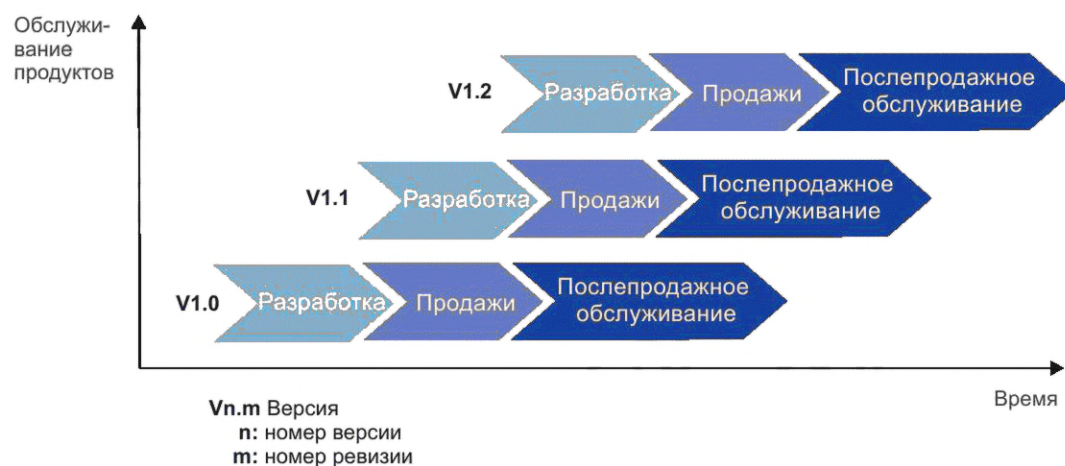 Обслужи-
вание
продуктов
V1.2
Разработка
Продажи
Послепродажное
обслуживание
V1.1
Разработка
Продажи
Послепродажное
обслуживание
V1.0
Разработка
Продажи
Послепродажное
обслуживание
Время
Vn.m Версия
n: номер версии
m: номер ревизии